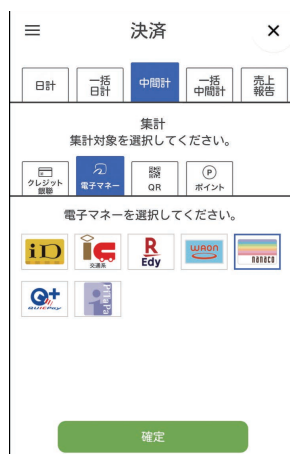 決済
日計
一括
日計
中間計
一括
中間計
売上
報告
集計
集計対象を選択してください。
クレジット
銀聯
電子マネー
QR
P
ポイント
電子マネーを選択してください。
iD
交通系
R
Edy
WAON
nanaco
Q+
QUICPay
PiTaPa
確定